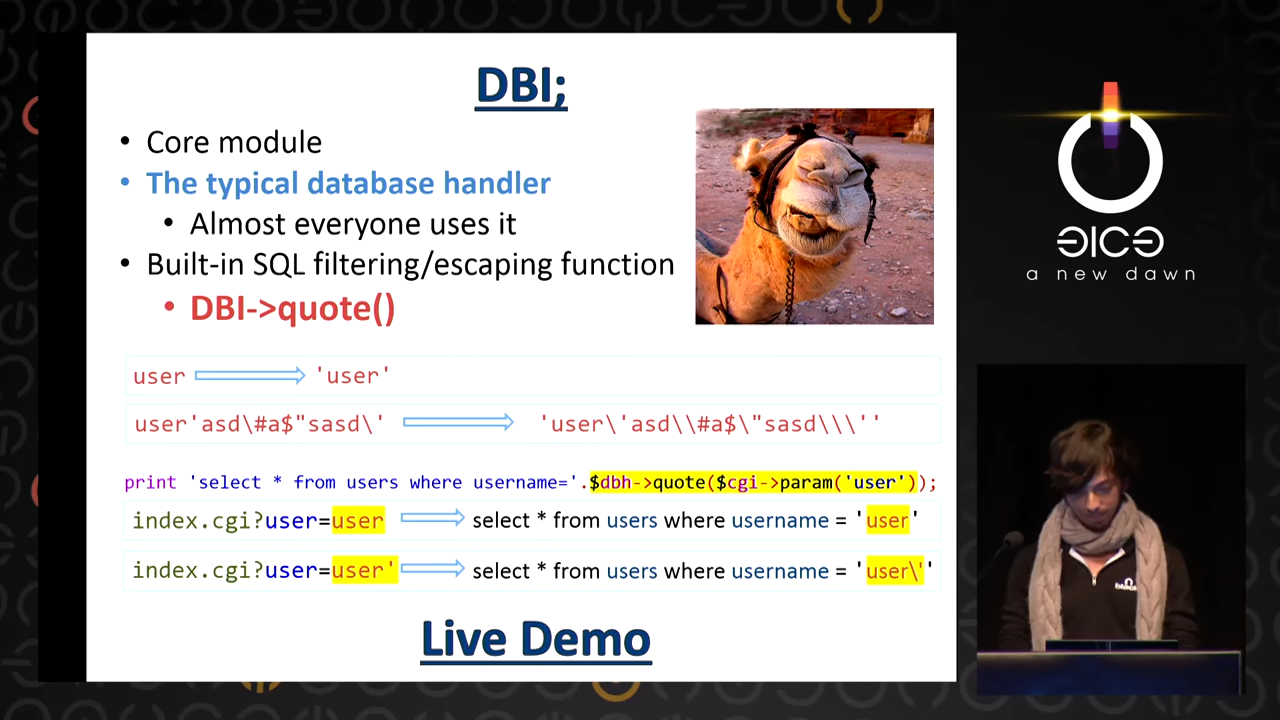 DBI;
• Core module
• The typical database handler
• Almost everyone uses it
• Built-in SQL filtering/escaping function
• DBI->quote()
user 'user'
user'asd\#a$"sasd\' 'user\'asd\\#a$\"sasd\\\''
print 'select * from users where username='.$dbh->quote($cgi->param('user'));
index.cgi?user=user select * from users where username = 'user'
index.cgi?user=user' select * from users where username = 'user\''
Live Demo
a new dawn